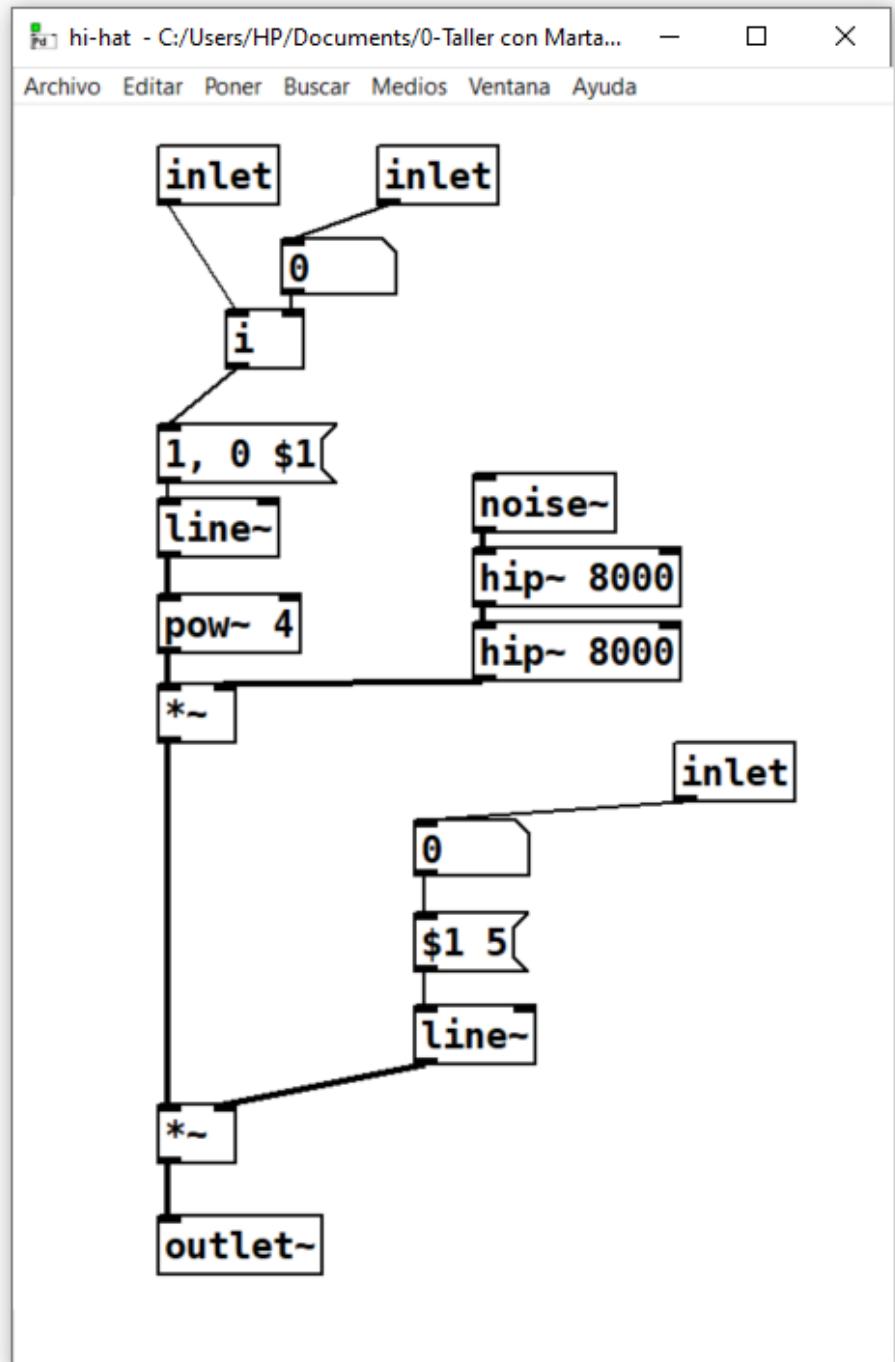 hi-hat - C:/Users/HP/Documents/0-Taller con Marta...
Archivo Editar Poner Buscar Medios Ventana Ayuda
inlet inlet
0
i
1, 0 $1
line~
pow~ 4
*~
noise~
hip~ 8000
hip~ 8000
inlet
0
$1 5
line~
*~
outlet~